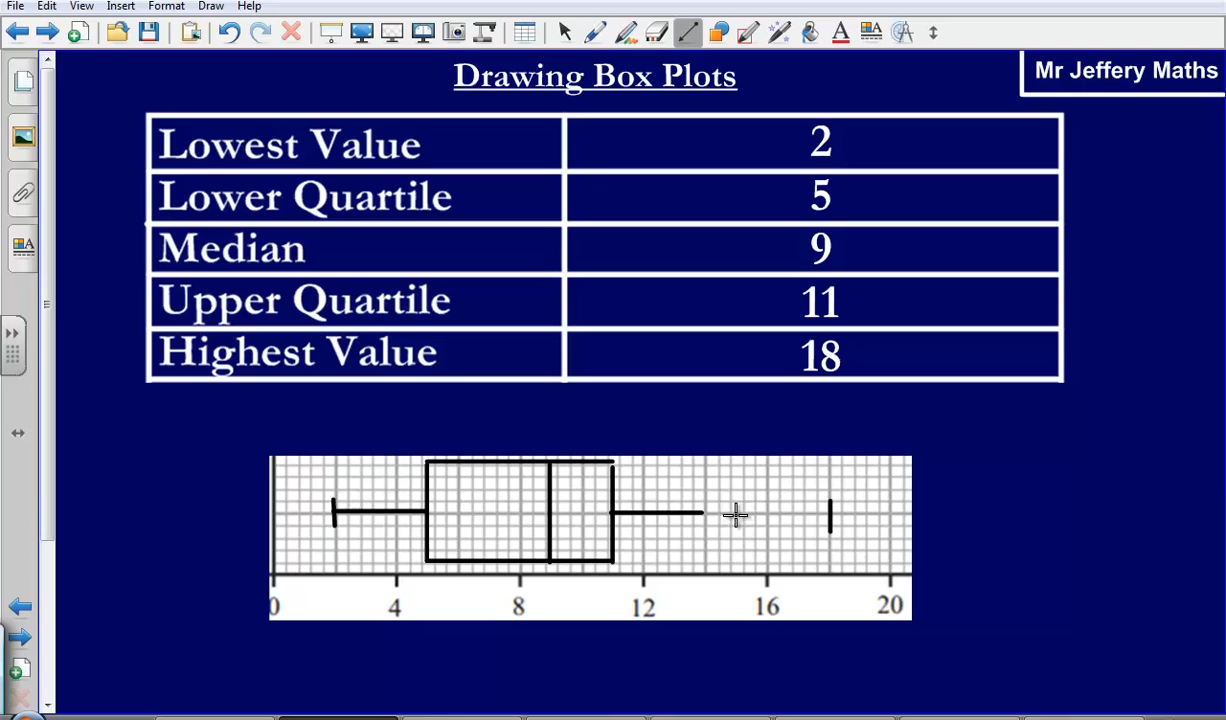 File Edit View Insert Format Draw Help
Drawing Box Plots
Mr Jeffery Maths
Lowest Value 2
Lower Quartile 5
Median 9
Upper Quartile 11
Highest Value 18
0 4 8 12 16 20